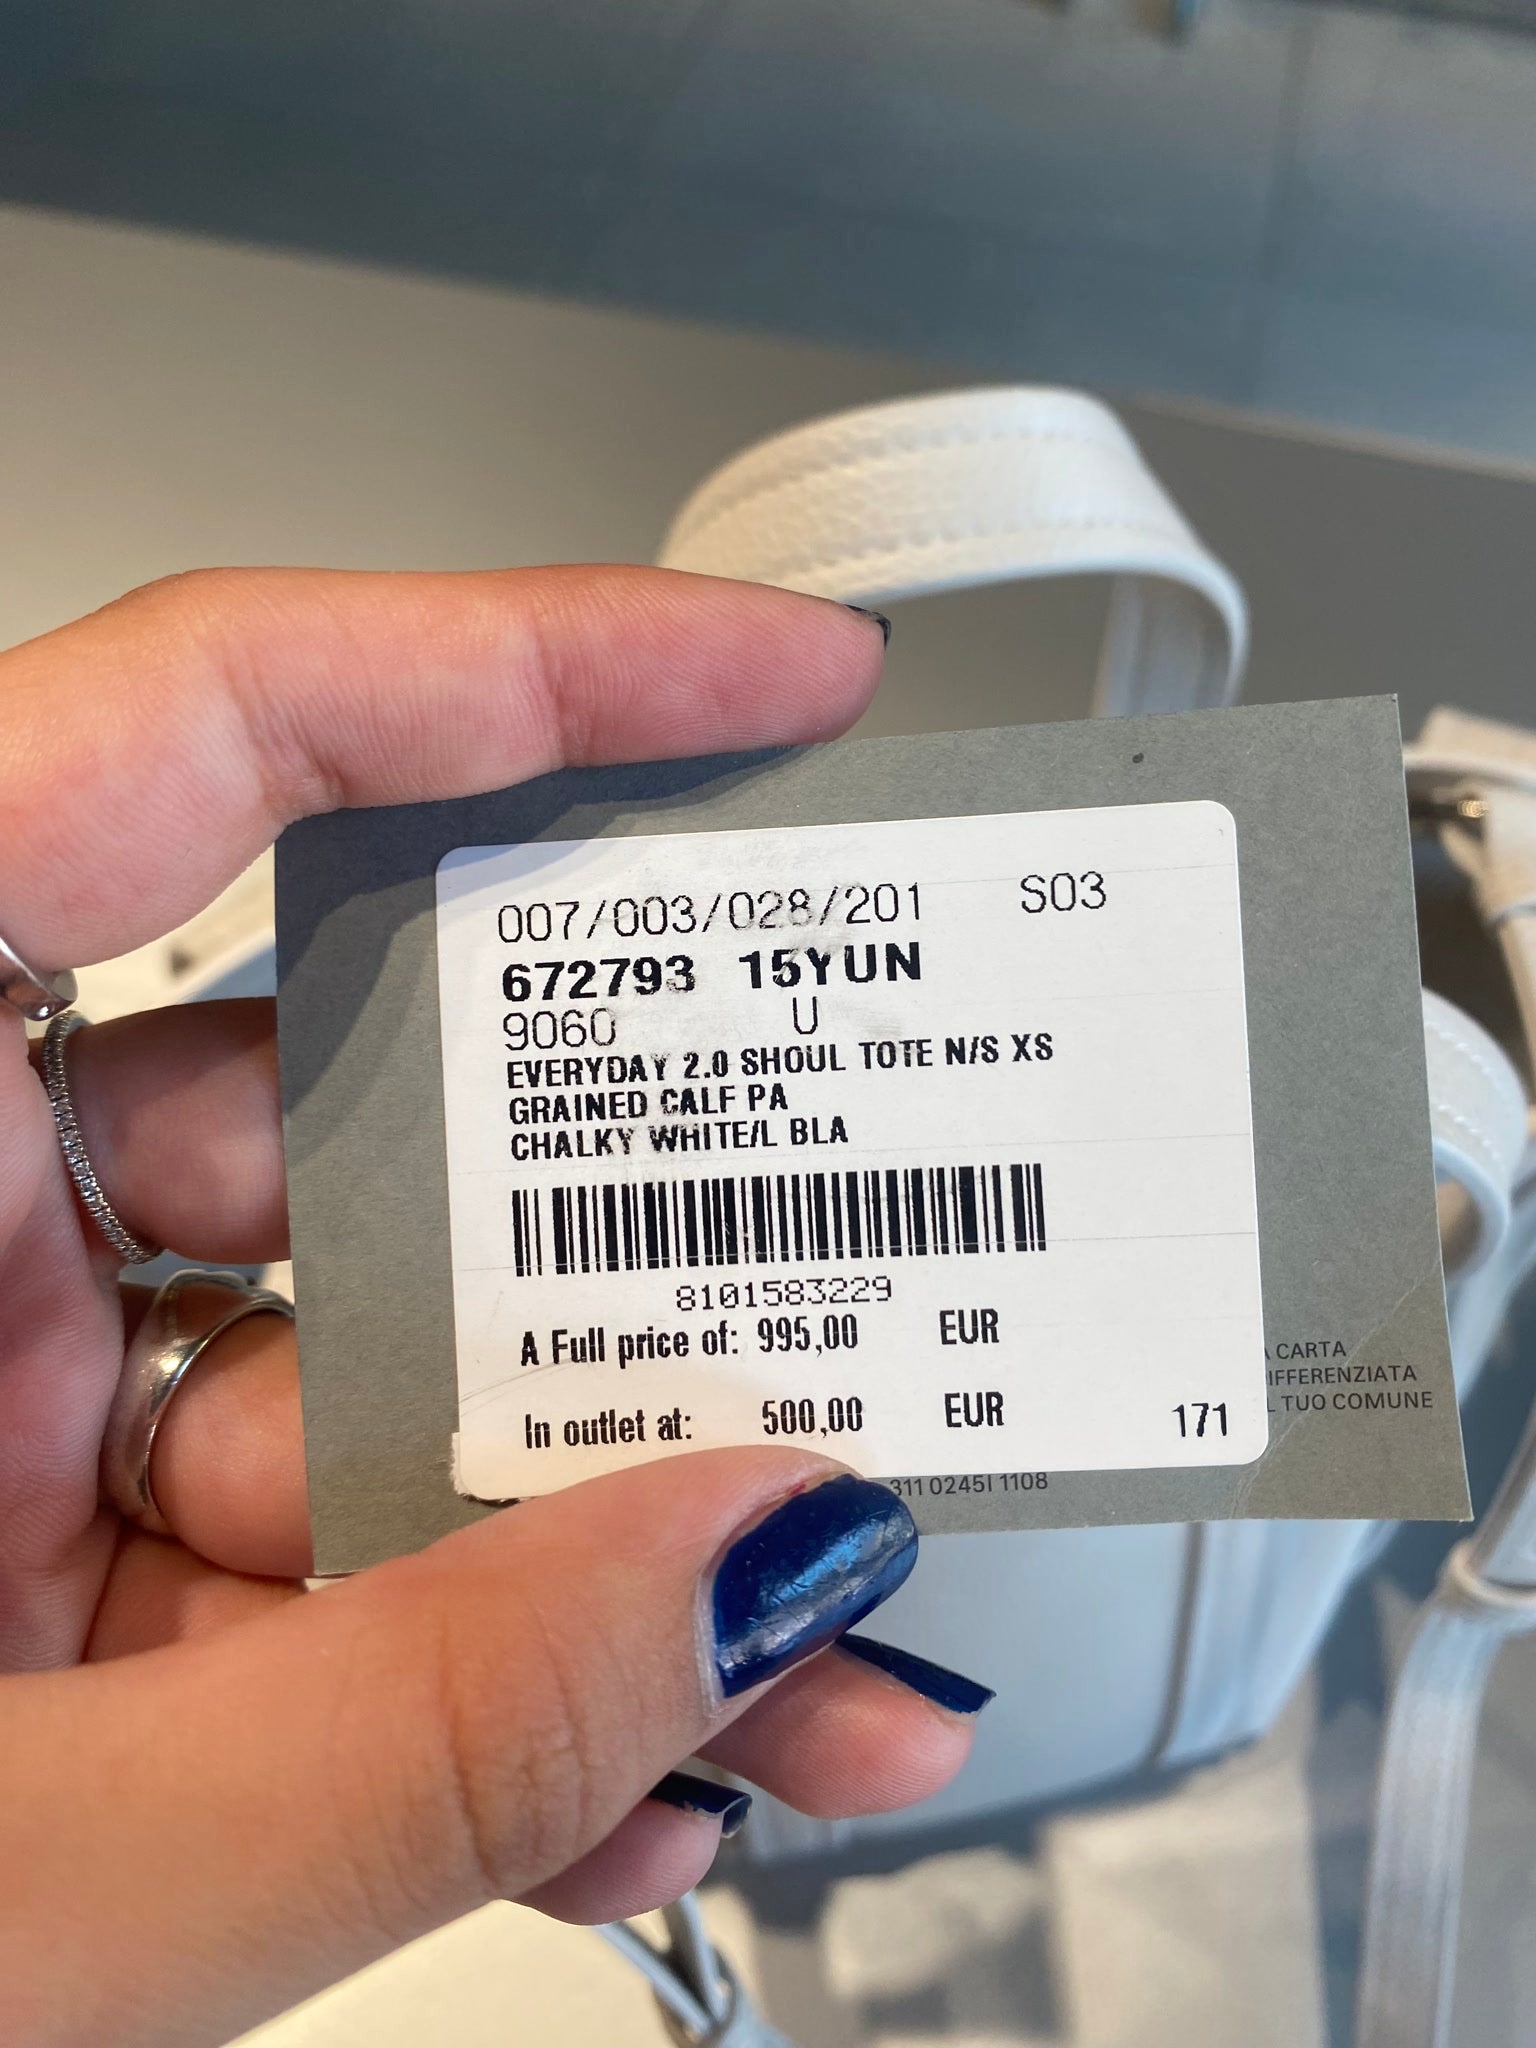 007/003/028/201 S03
672793 15YUN
9060 U
EVERYDAY 2.0 SHOUL TOTE N/S XS
GRAINED CALF PA
CHALKY WHITE/L BLA
8101583229
A Full price of: 995,00 EUR
In outlet at: 500,00 EUR 171
A CARTA
IFFERENZIATA
L TUO COMUNE
311 0245I 1108